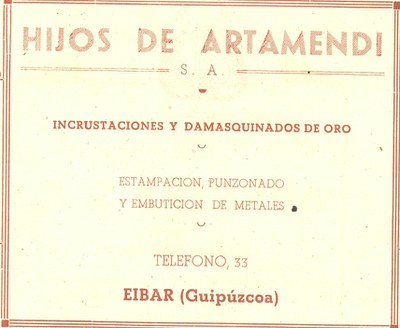 HIJOS DE ARTAMENDI
S. A.
INCRUSTACIONES Y DAMASQUINADOS DE ORO
ESTAMPACION, PUNZONADO
Y EMBUTICION DE METALES
TELEFONO, 33
EIBAR (Guipúzcoa)